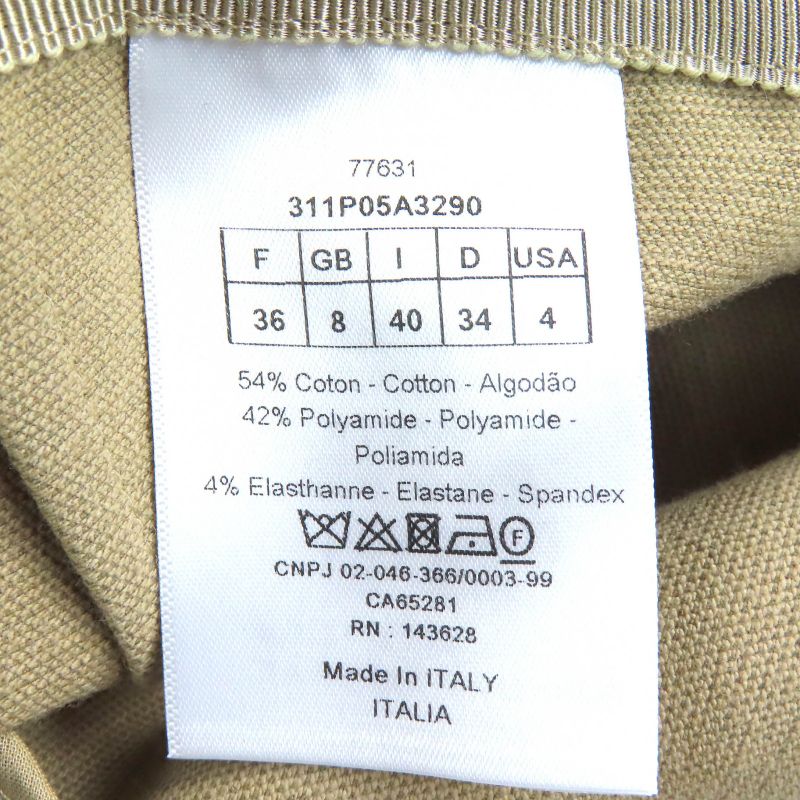 77631
311P05A3290
F GB I D USA
36 8 40 34 4
54% Coton - Cotton - Algodão
42% Polyamide - Polyamide -
Poliamida
4% Elasthanne - Elastane - Spandex
F
CNPJ 02-046-366/0003-99
CA65281
RN : 143628
Made In ITALY
ITALIA